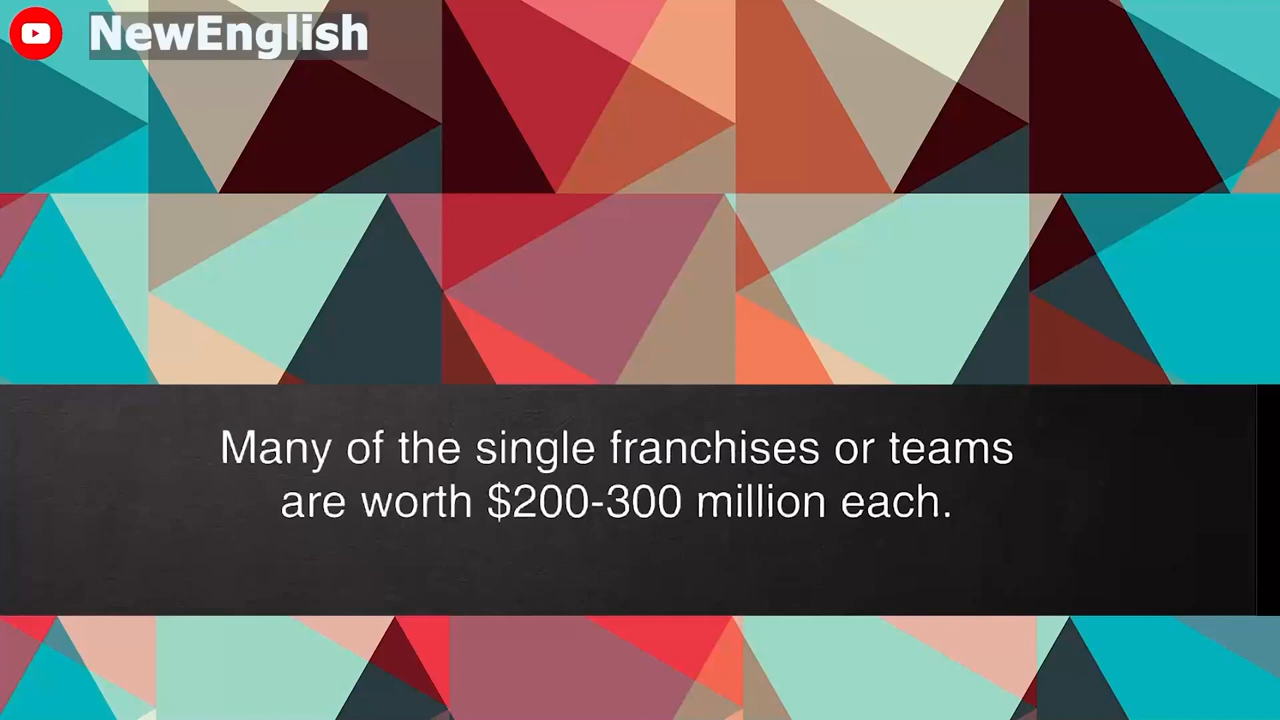 NewEnglish
Many of the single franchises or teams
are worth $200-300 million each.